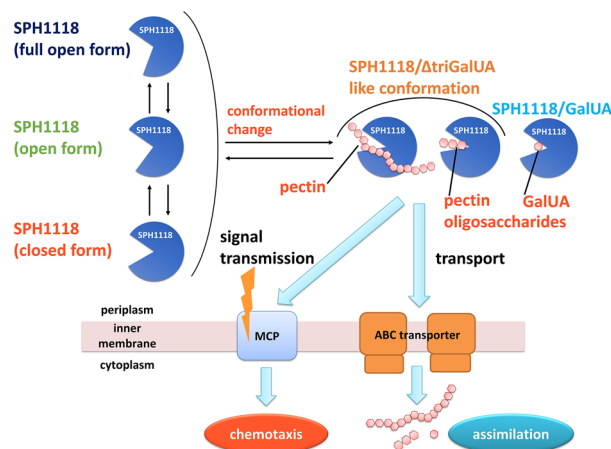 SPH1118
(full open form)
SPH1118
SPH1118
(open form)
SPH1118
SPH1118
(closed form)
SPH1118
conformational
change
SPH1118/ΔtriGalUA
like conformation
SPH1118/GalUA
SPH1118
SPH1118
SPH1118
pectin
pectin
oligosaccharides
GalUA
signal
transmission
transport
periplasm
inner
membrane
cytoplasm
MCP
ABC transporter
chemotaxis
assimilation